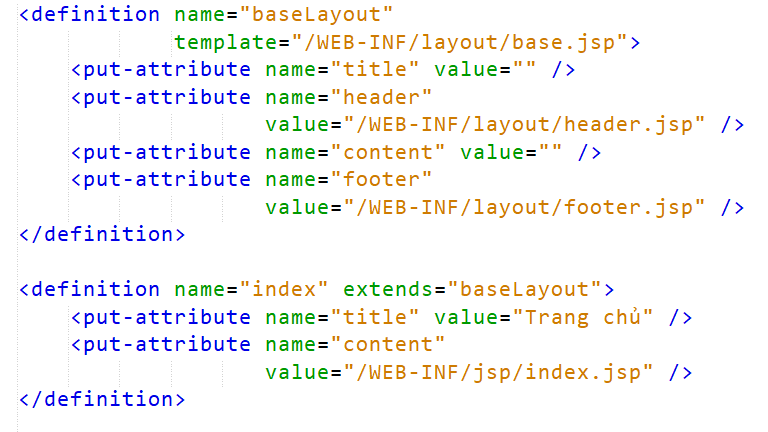 <definition name="baseLayout"
template="/WEB-INF/layout/base.jsp">
<put-attribute name="title" value="" />
<put-attribute name="header"
value="/WEB-INF/layout/header.jsp" />
<put-attribute name="content" value="" />
<put-attribute name="footer"
value="/WEB-INF/layout/footer.jsp" />
</definition>
<definition name="index" extends="baseLayout">
<put-attribute name="title" value="Trang chủ" />
<put-attribute name="content"
value="/WEB-INF/jsp/index.jsp" />
</definition>